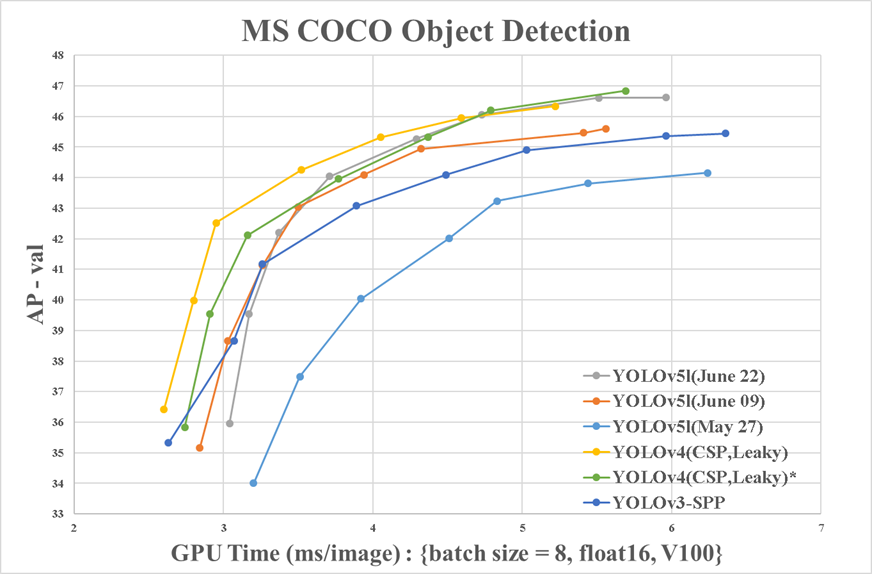 MS COCO Object Detection
48
47
46
45
44
43
42
41
40
39
38
37
36
35
34
33
AP - val
2 3 4 5 6 7
YOLOv5l(June 22)
YOLOv5l(June 09)
YOLOv5l(May 27)
YOLOv4(CSP,Leaky)
YOLOv4(CSP,Leaky)*
YOLOv3-SPP
GPU Time (ms/image) : {batch size = 8, float16, V100}